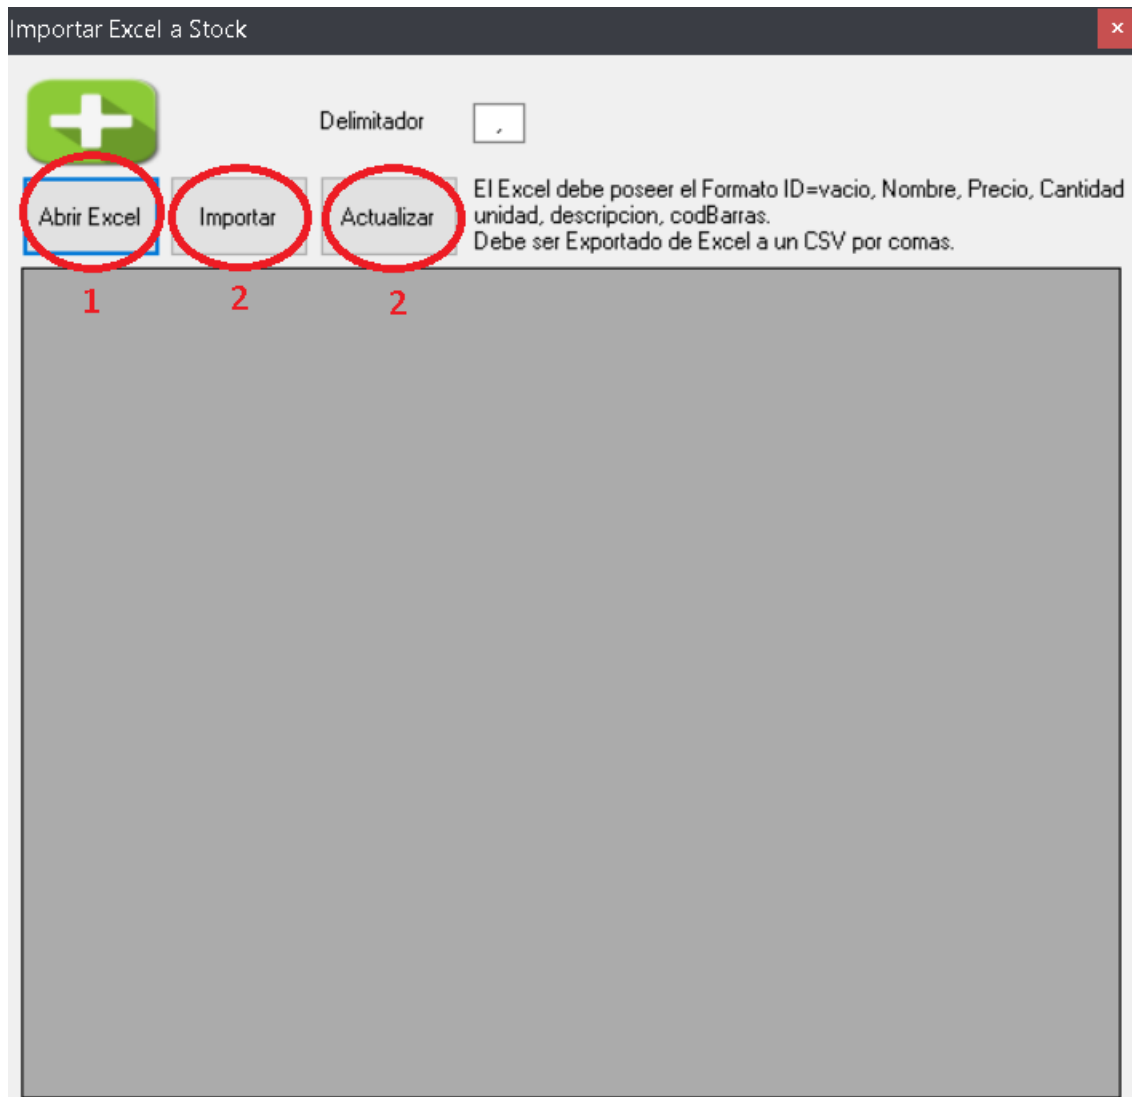 Importar Excel a Stock
Delimitador ,
Abrir Excel
Importar
Actualizar
El Excel debe poseer el Formato ID=vacio, Nombre, Precio, Cantidad
unidad, descripcion, codBarras.
Debe ser Exportado de Excel a un CSV por comas.
1
2
2